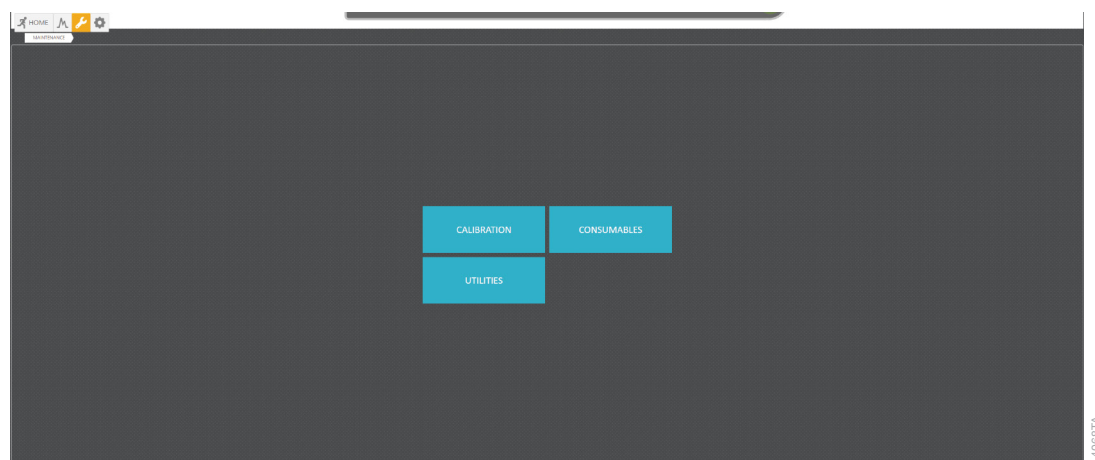 HOME
MAINTENANCE
CALIBRATION
CONSUMABLES
UTILITIES